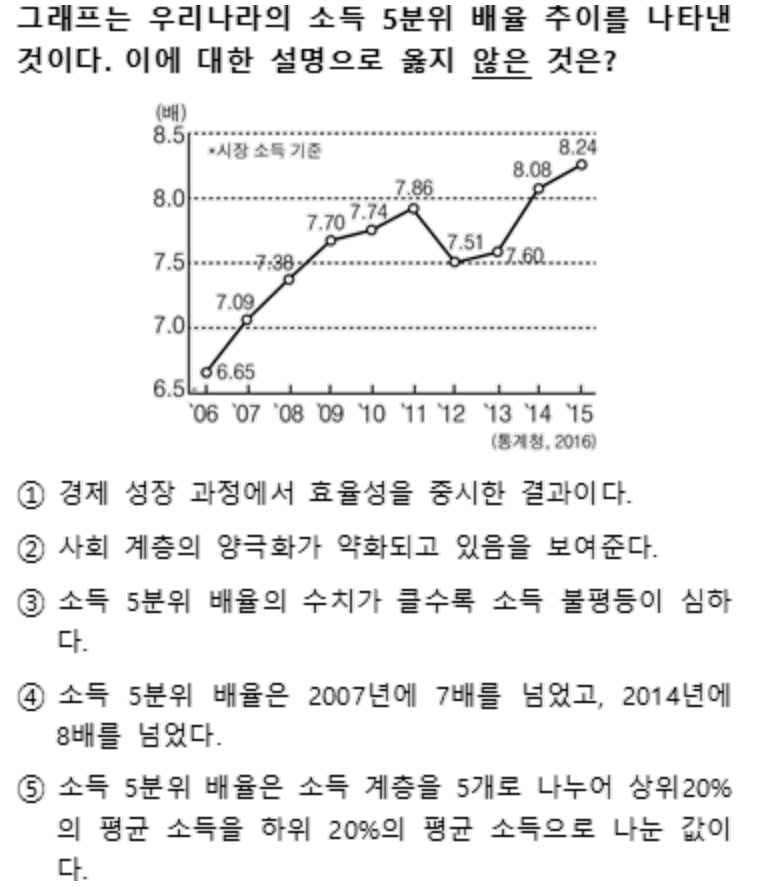 그래프는 우리나라의 소득 5분위 배율 추이를 나타낸
것이다. 이에 대한 설명으로 옳지 않은 것은?
(배)
8.5
*시장 소득 기준
8.24
8.08
8.0
7.86
7.74
7.70
7.51
7.60
7.5
7.38
7.09
7.0
6.65
6.5
'06 '07 '08 '09 '10 '11 '12 '13 '14 '15
(통계청, 2016)
① 경제 성장 과정에서 효율성을 중시한 결과이다.
② 사회 계층의 양극화가 약화되고 있음을 보여준다.
③ 소득 5분위 배율의 수치가 클수록 소득 불평등이 심하
다.
④ 소득 5분위 배율은 2007년에 7배를 넘었고, 2014년에
8배를 넘었다.
⑤ 소득 5분위 배율은 소득 계층을 5개로 나누어 상위20%
의 평균 소득을 하위 20%의 평균 소득으로 나눈 값이
다.